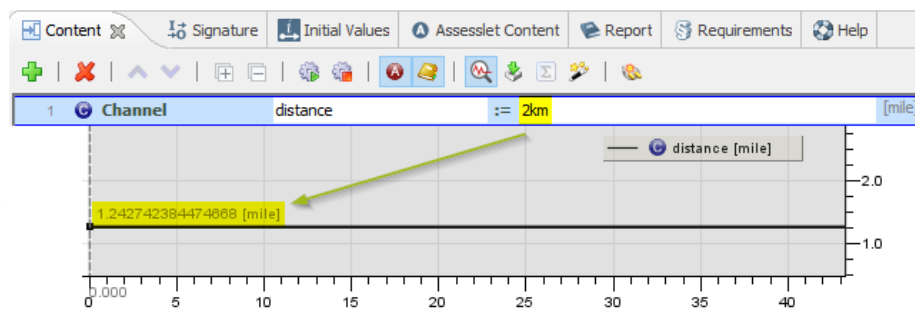 Content Signature Initial Values Assesslet Content Report Requirements Help
1 Channel distance := 2km [mile]
distance [mile]
2.0
1.242742384474668 [mile]
1.0
0.000
0 5 10 15 20 25 30 35 40